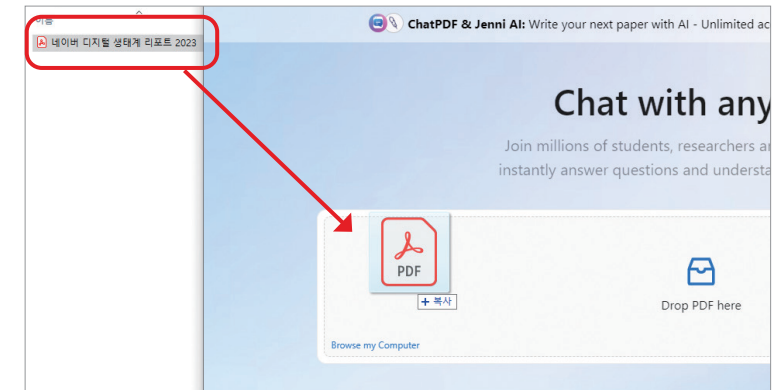 이름
네이버 디지털 생태계 리포트 2023
ChatPDF & Jenni AI: Write your next paper with AI - Unlimited ac
Chat with any
Join millions of students, researchers a
instantly answer questions and understa
PDF
+ 복사
Drop PDF here
Browse my Computer